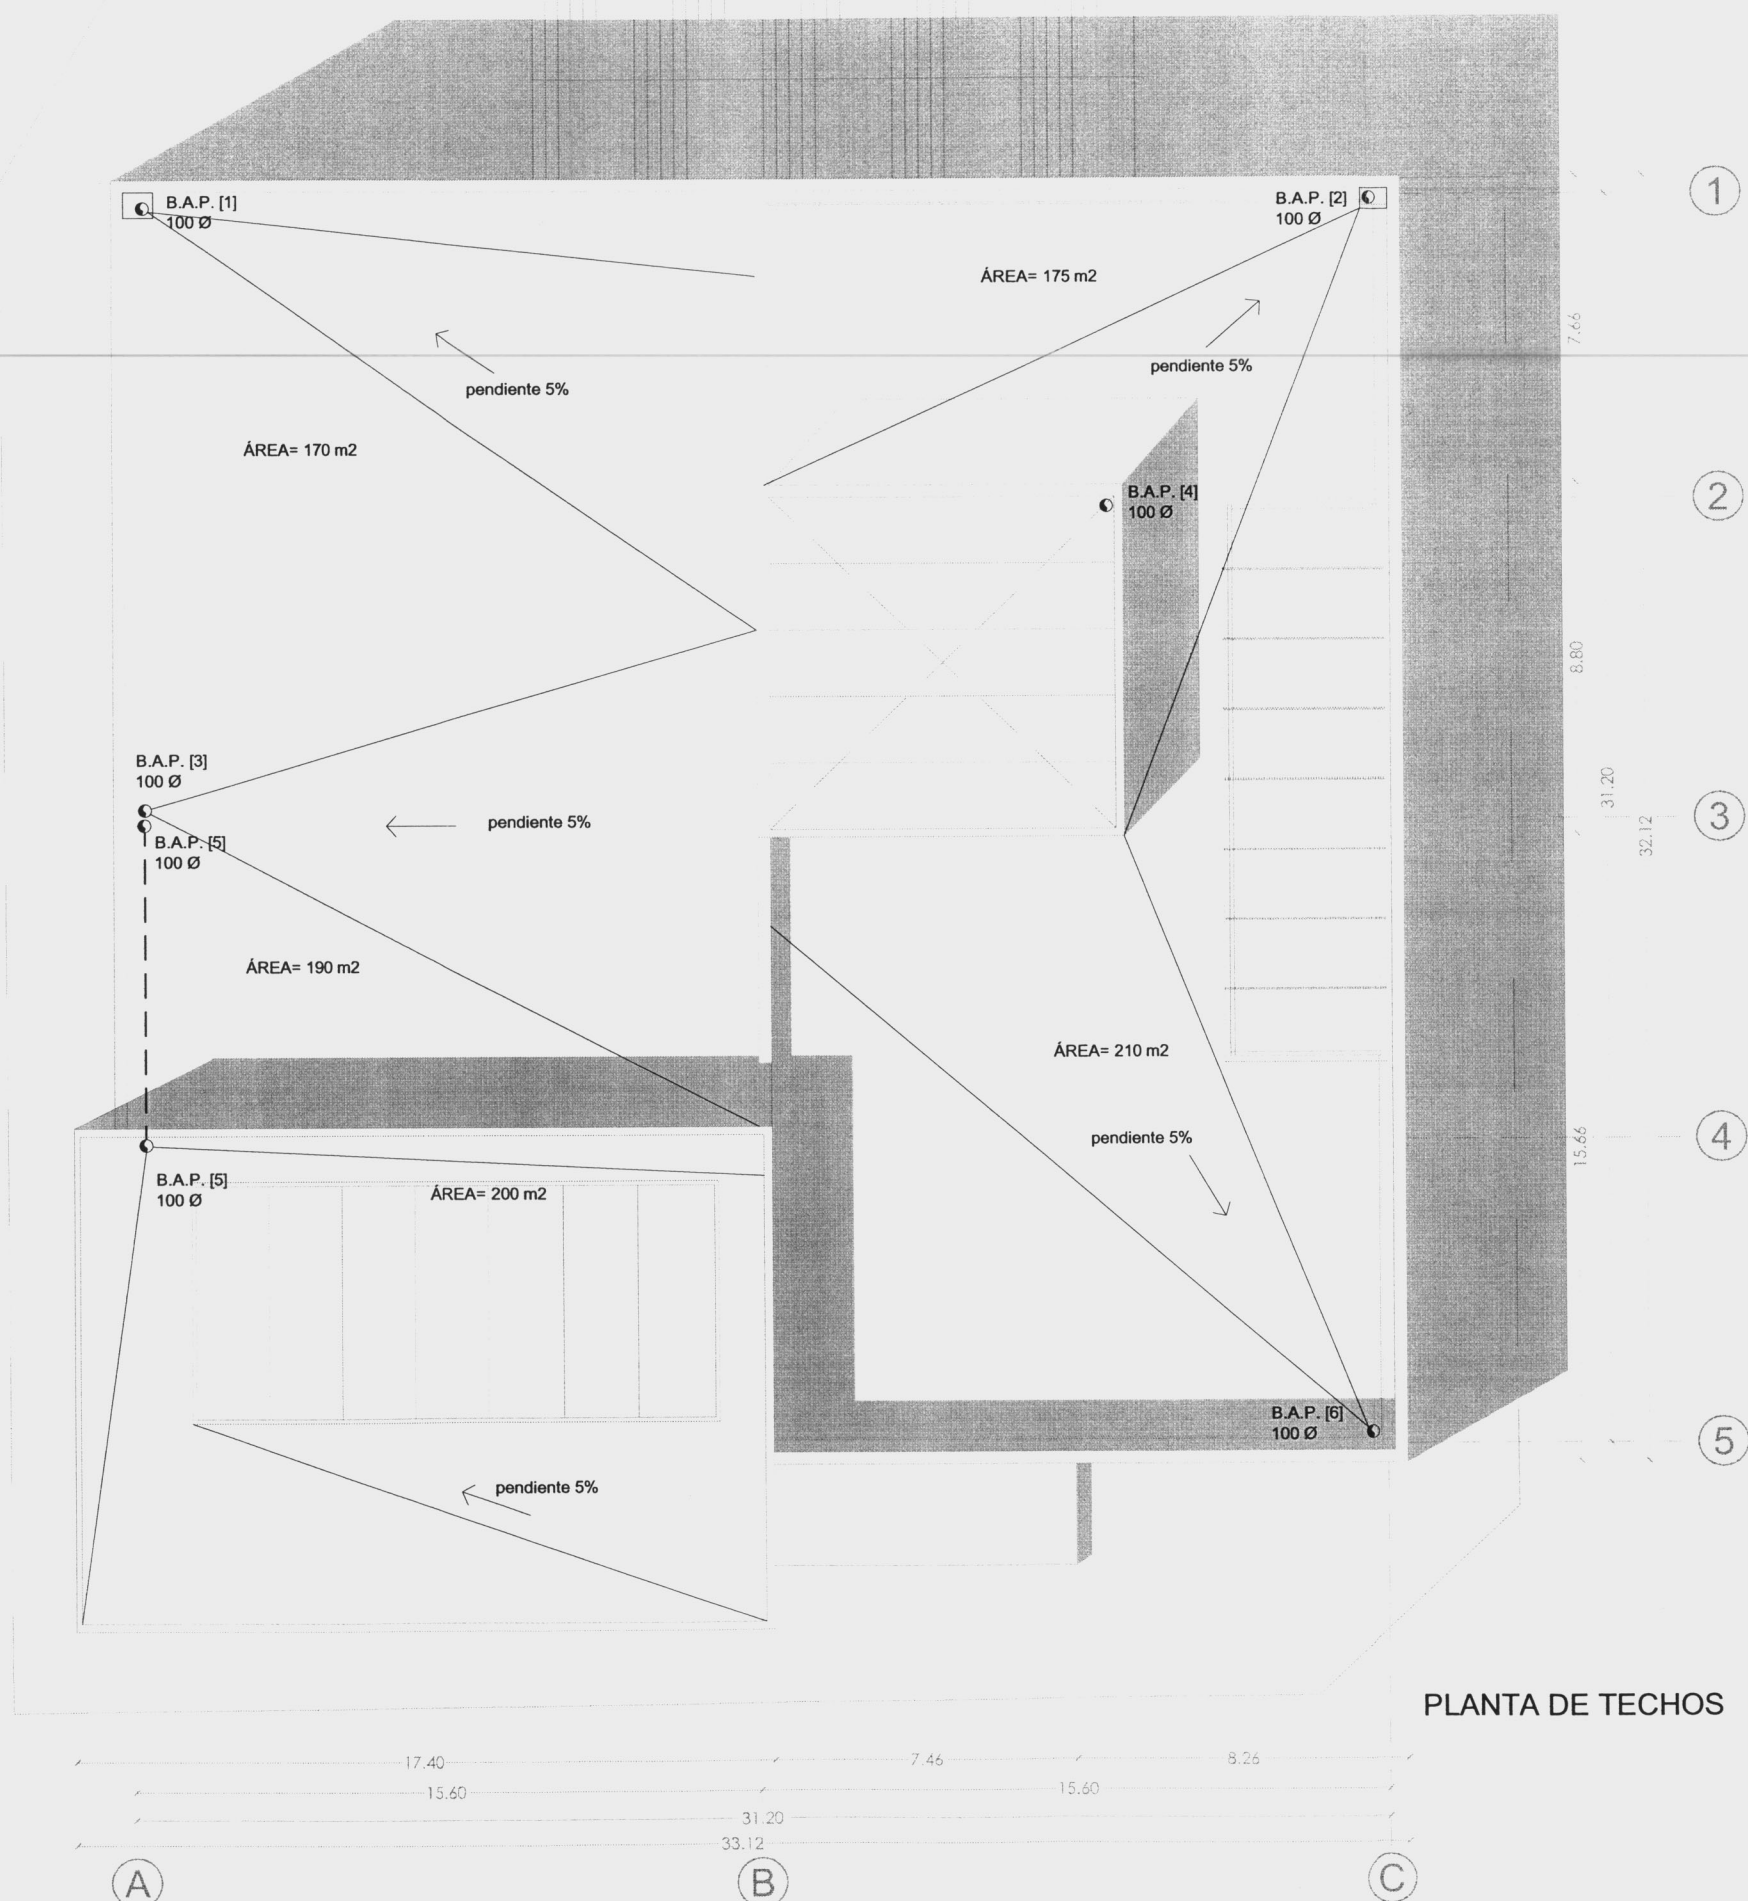 B.A.P. [1]
100 Ø
B.A.P. [2]
100 Ø
1
ÁREA= 175 m2
7.66
pendiente 5%
pendiente 5%
ÁREA= 170 m2
B.A.P. [4]
100 Ø
2
8.80
B.A.P. [3]
100 Ø
31.20
3
32.12
pendiente 5%
B.A.P. [5]
100 Ø
ÁREA= 190 m2
ÁREA= 210 m2
pendiente 5%
4
15.66
B.A.P. [5]
100 Ø
ÁREA= 200 m2
B.A.P. [6]
100 Ø
5
pendiente 5%
PLANTA DE TECHOS
17.40
7.46
8.26
15.60
15.60
31.20
33.12
A
B
C